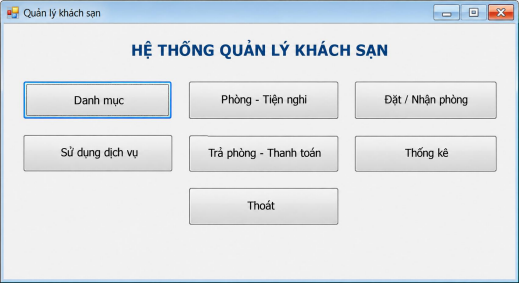 Quản lý khách sạn
HỆ THỐNG QUẢN LÝ KHÁCH SẠN
Danh mục
Phòng - Tiện nghi
Đặt / Nhận phòng
Sử dụng dịch vụ
Trả phòng - Thanh toán
Thống kê
Thoát